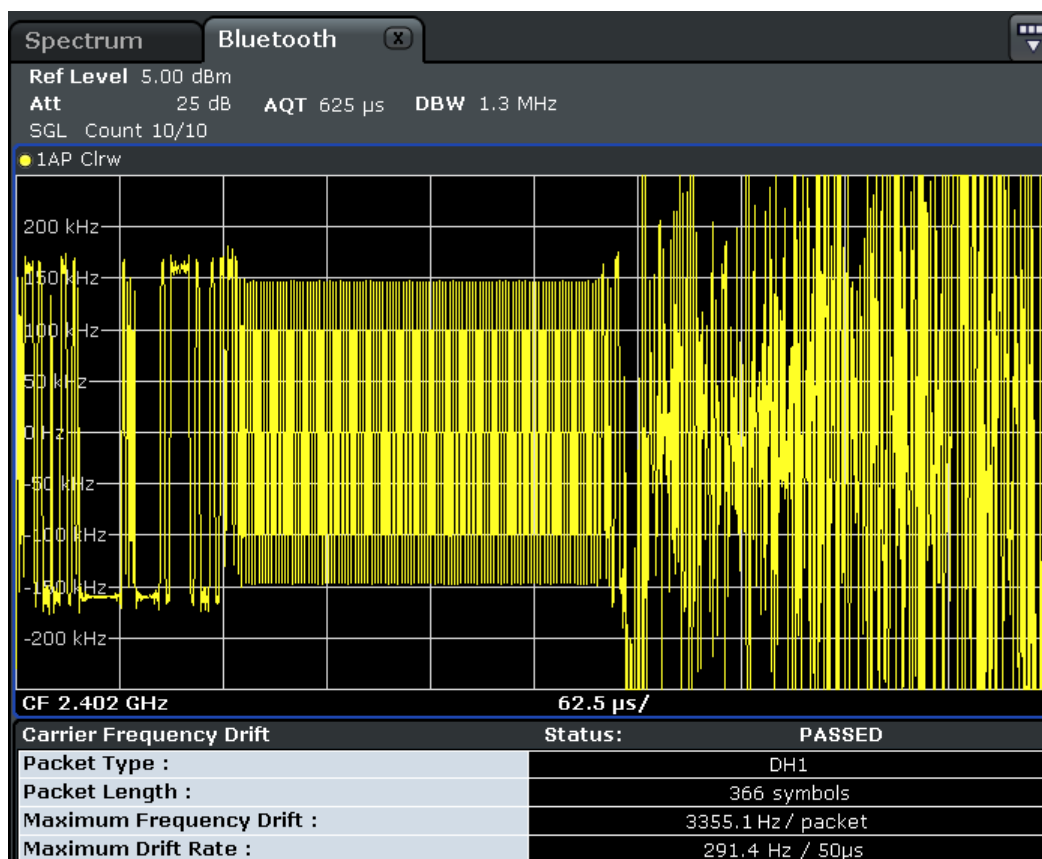 Spectrum Bluetooth X
Ref Level 5.00 dBm
Att 25 dB AQT 625 µs DBW 1.3 MHz
SGL Count 10/10
1AP Clrw
200 kHz
150 kHz
100 kHz
50 kHz
0 Hz
-50 kHz
-100 kHz
-150 kHz
-200 kHz
CF 2.402 GHz 62.5 µs/
Carrier Frequency Drift Status: PASSED
Packet Type : DH1
Packet Length : 366 symbols
Maximum Frequency Drift : 3355.1 Hz / packet
Maximum Drift Rate : 291.4 Hz / 50µs